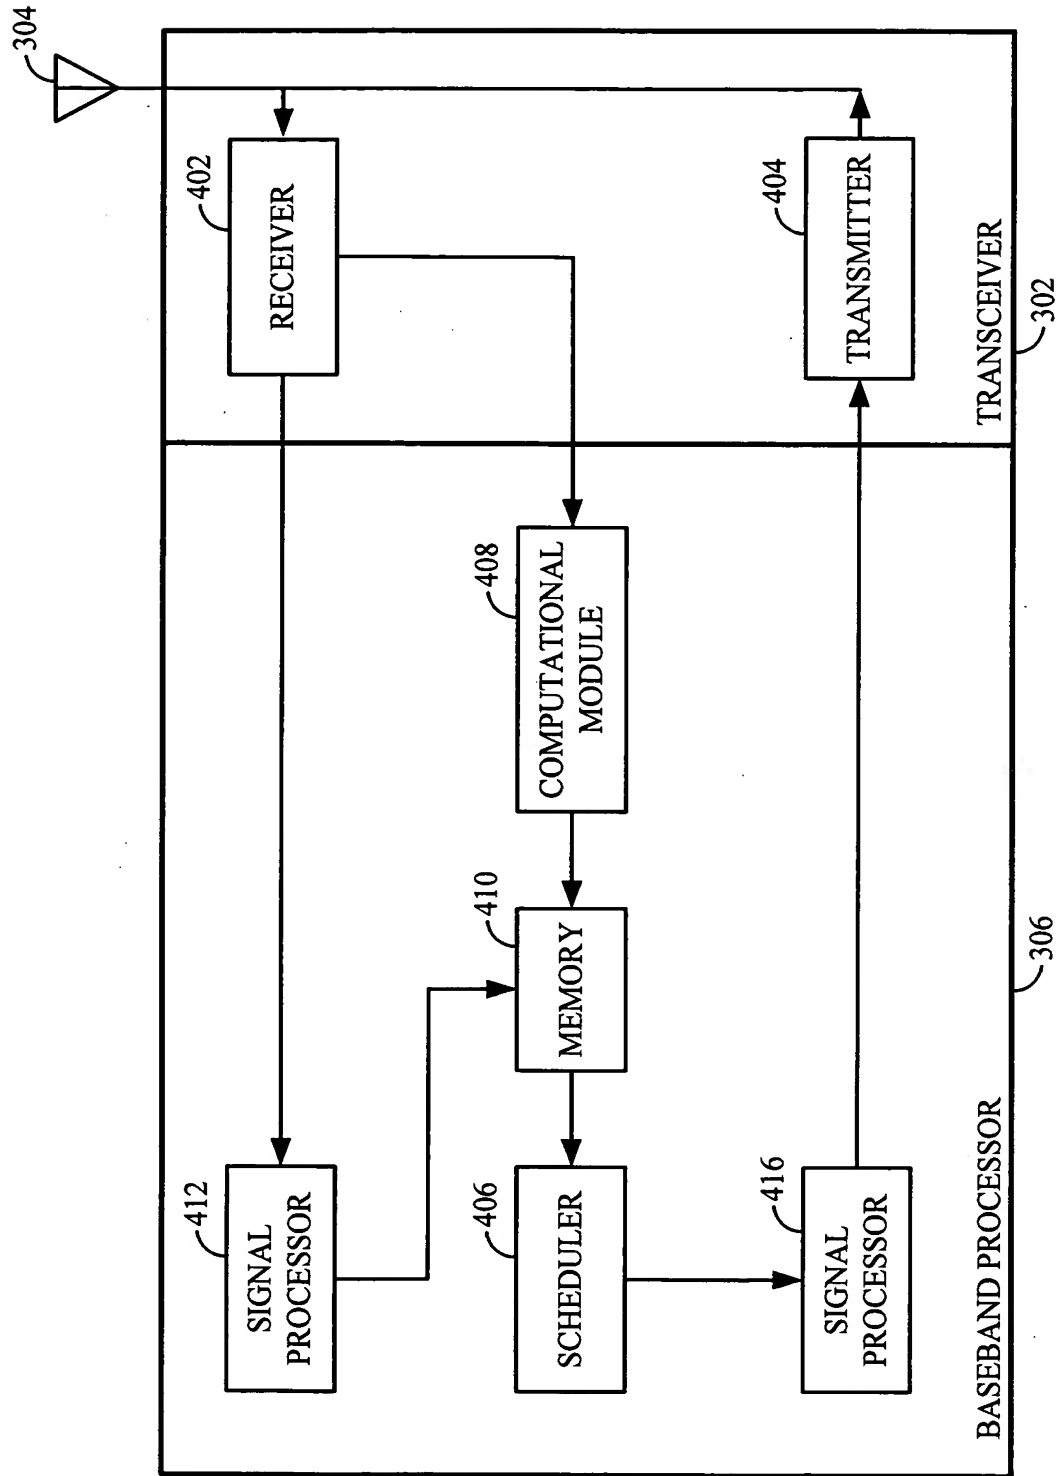 304
402
RECEIVER
404
TRANSMITTER
TRANSCEIVER
302
408
COMPUTATIONAL
MODULE
410
MEMORY
412
SIGNAL
PROCESSOR
406
SCHEDULER
416
SIGNAL
PROCESSOR
BASEBAND PROCESSOR
306